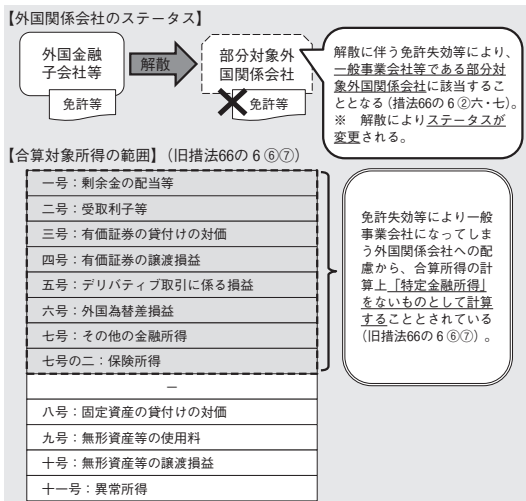 【外国関係会社のステータス】
外国金融
子会社等
免許等
解散
部分対象外
国関係会社
免許等
解散に伴う免許失効等により、
一般事業会社等である部分対
象外国関係会社に該当するこ
ととなる (措法66の6②六・七)。
※ 解散によりステータスが
変更される。
【合算対象所得の範囲】(旧措法66の6⑥⑦)
一号：剰余金の配当等
二号：受取利子等
三号：有価証券の貸付けの対価
四号：有価証券の譲渡損益
五号：デリバティブ取引に係る損益
六号：外国為替差損益
七号：その他の金融所得
七号の二：保険所得
－
八号：固定資産の貸付けの対価
九号：無形資産等の使用料
十号：無形資産等の譲渡損益
十一号：異常所得
免許失効等により一般
事業会社になってしま
う外国関係会社への配
慮から、合算所得の計
算上「特定金融所得」
をないものとして計算
することとされている
(旧措法66の6⑥⑦)。